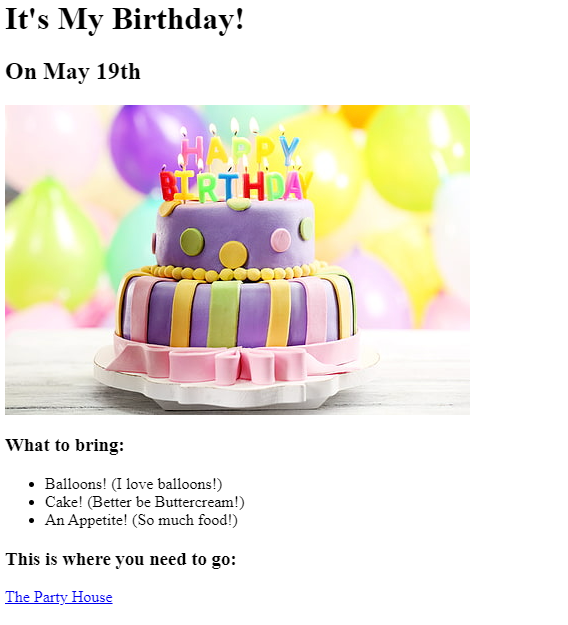 It's My Birthday!
On May 19th
HAPPY
BIRTHDAY
What to bring:
Balloons! (I love balloons!)
Cake! (Better be Buttercream!)
An Appetite! (So much food!)
This is where you need to go:
The Party House